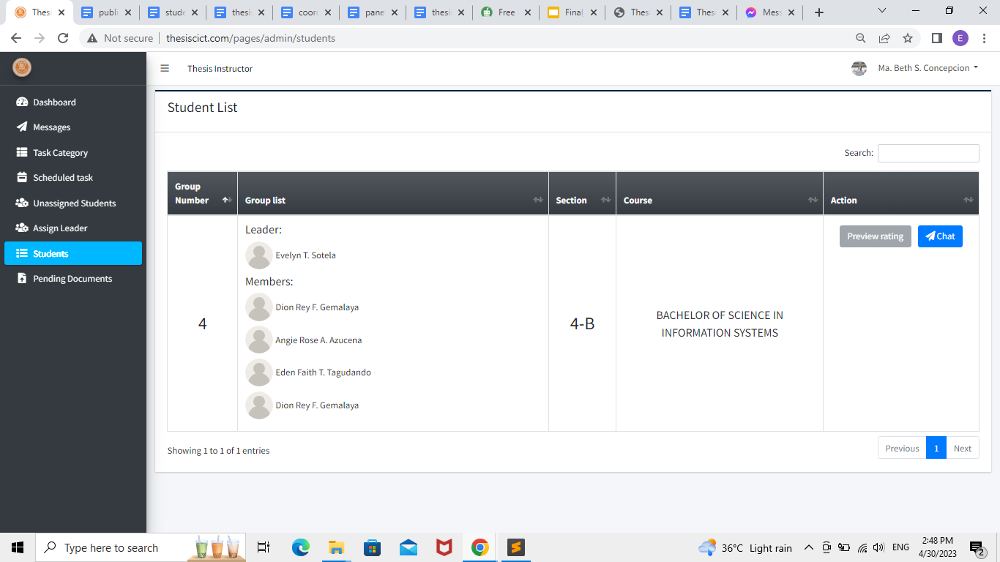 Thesi
publi
stude
thesis
coord
pane
thesis
Free
Final
Thes
Thes
Mess
Not secure
thesiscict.com/pages/admin/students
E
Thesis Instructor
Ma. Beth S. Concepcion
Dashboard
Messages
Task Category
Scheduled task
Unassigned Students
Assign Leader
Students
Pending Documents
Student List
Search:
Group
Number
Group list
Section
Course
Action
4
Leader:
Evelyn T. Sotela
Members:
Dion Rey F. Gemalaya
Angie Rose A. Azucena
Eden Faith T. Tagudando
Dion Rey F. Gemalaya
4-B
BACHELOR OF SCIENCE IN
INFORMATION SYSTEMS
Preview rating
Chat
Showing 1 to 1 of 1 entries
Previous
1
Next
Type here to search
36°C Light rain
ENG
2:48 PM
4/30/2023
2